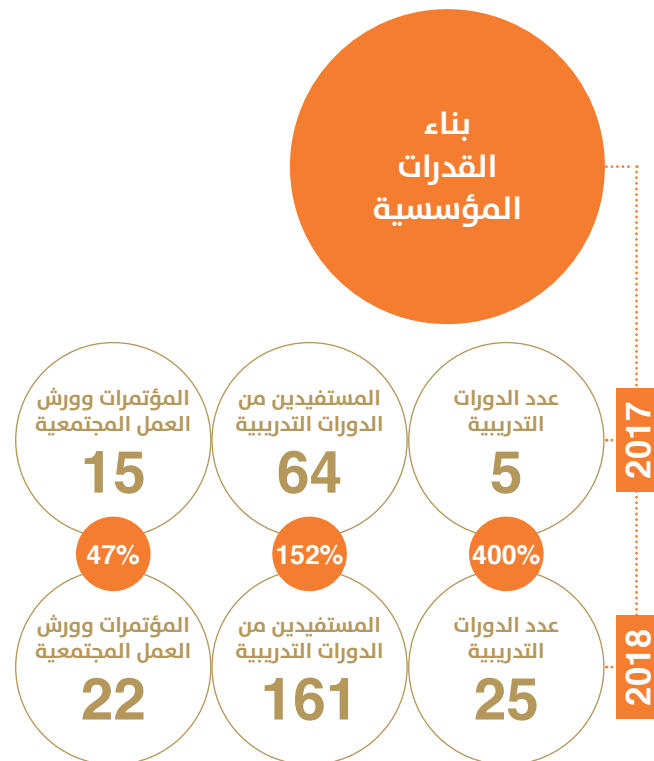 بناء
القدرات
المؤسسية
2017
عدد الدورات
التدريبية
5
المستفيدين من
الدورات التدريبية
64
المؤتمرات وورش
العمل المجتمعية
15
400%
152%
47%
2018
عدد الدورات
التدريبية
25
المستفيدين من
الدورات التدريبية
161
المؤتمرات وورش
العمل المجتمعية
22